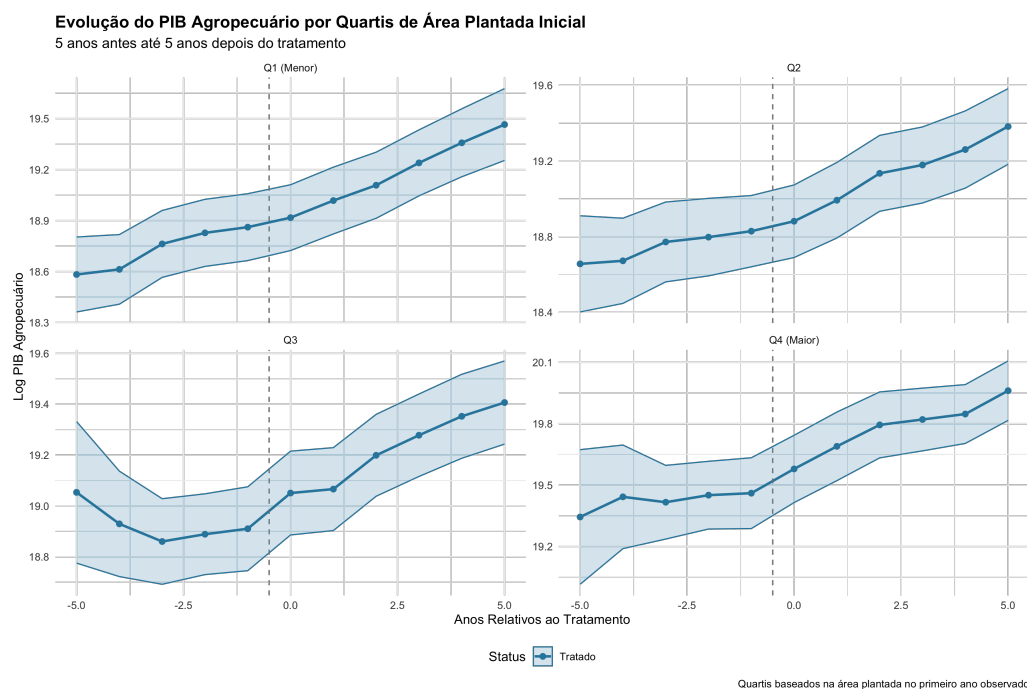 Evolução do PIB Agropecuário por Quartis de Área Plantada Inicial
5 anos antes até 5 anos depois do tratamento
Q1 (Menor)
Q2
19.5
19.2
18.9
18.6
18.3
19.6
19.2
18.8
18.4
Log PIB Agropecuário
Q3
Q4 (Maior)
19.6
19.4
19.2
19.0
18.8
20.1
19.8
19.5
19.2
-5.0 -2.5 0.0 2.5 5.0
-5.0 -2.5 0.0 2.5 5.0
Anos Relativos ao Tratamento
Status Tratado
Quartis baseados na área plantada no primeiro ano observado